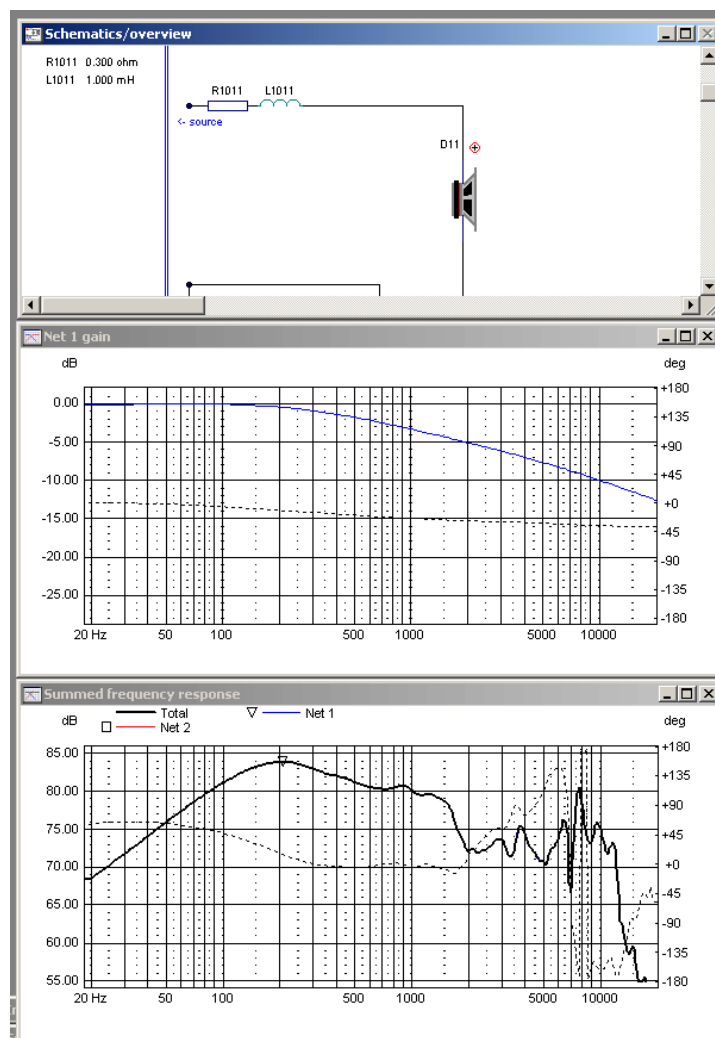 Schematics/overview
R1011 0.300 ohm
L1011 1.000 mH
R1011 L1011
<- source
D11
Net 1 gain
dB deg
0.00 +180
-5.00 +135
-10.00 +90
-15.00 +45
-20.00 +0
-25.00 -45
-90
-135
-180
20 Hz 50 100 500 1000 5000 10000
Summed frequency response
dB Total Net 1 deg
Net 2
85.00 +180
80.00 +135
75.00 +90
70.00 +45
65.00 +0
60.00 -45
55.00 -90
-135
-180
20 Hz 50 100 500 1000 5000 10000